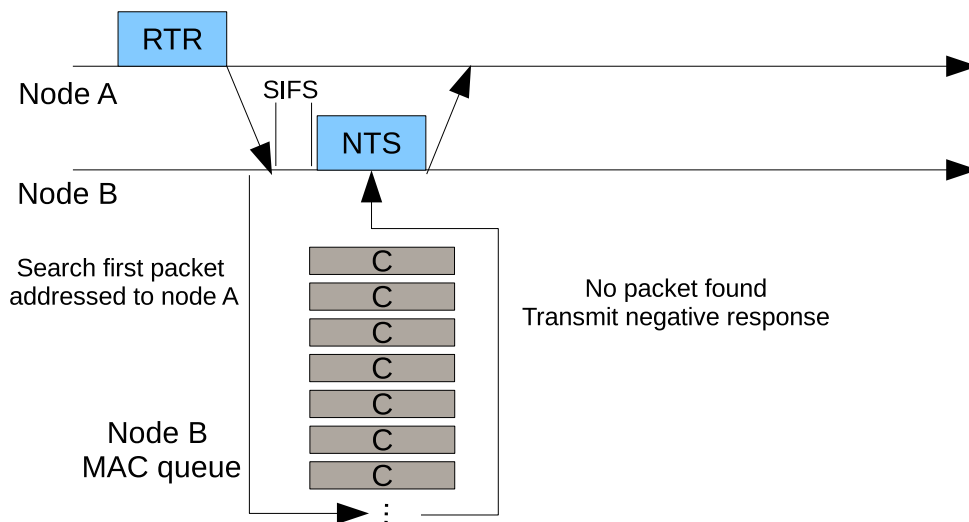 RTR
Node A
SIFS
NTS
Node B
Search first packet
addressed to node A
C
C
C
C
C
C
C
No packet found
Transmit negative response
Node B
MAC queue
⋮